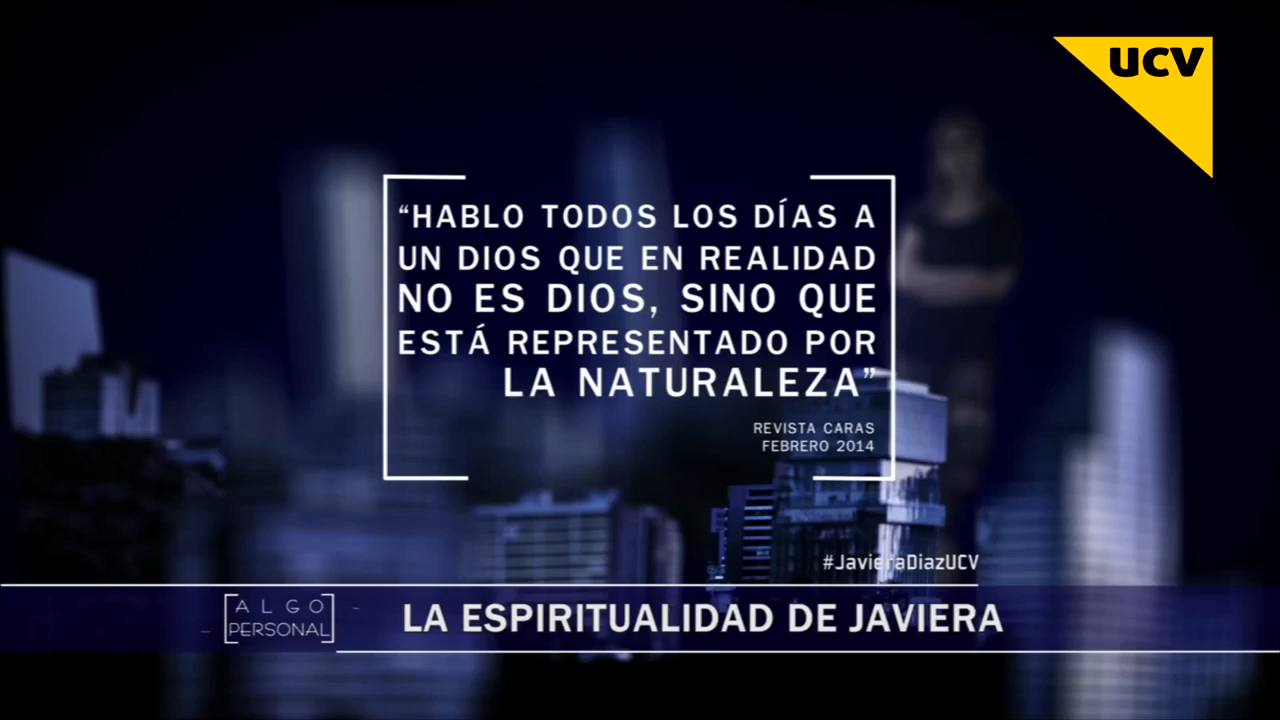 UCV
“HABLO TODOS LOS DÍAS A
UN DIOS QUE EN REALIDAD
NO ES DIOS, SINO QUE
ESTÁ REPRESENTADO POR
LA NATURALEZA”
REVISTA CARAS
FEBRERO 2014
#JavieraDiazUCV
ALGO
PERSONAL
LA ESPIRITUALIDAD DE JAVIERA